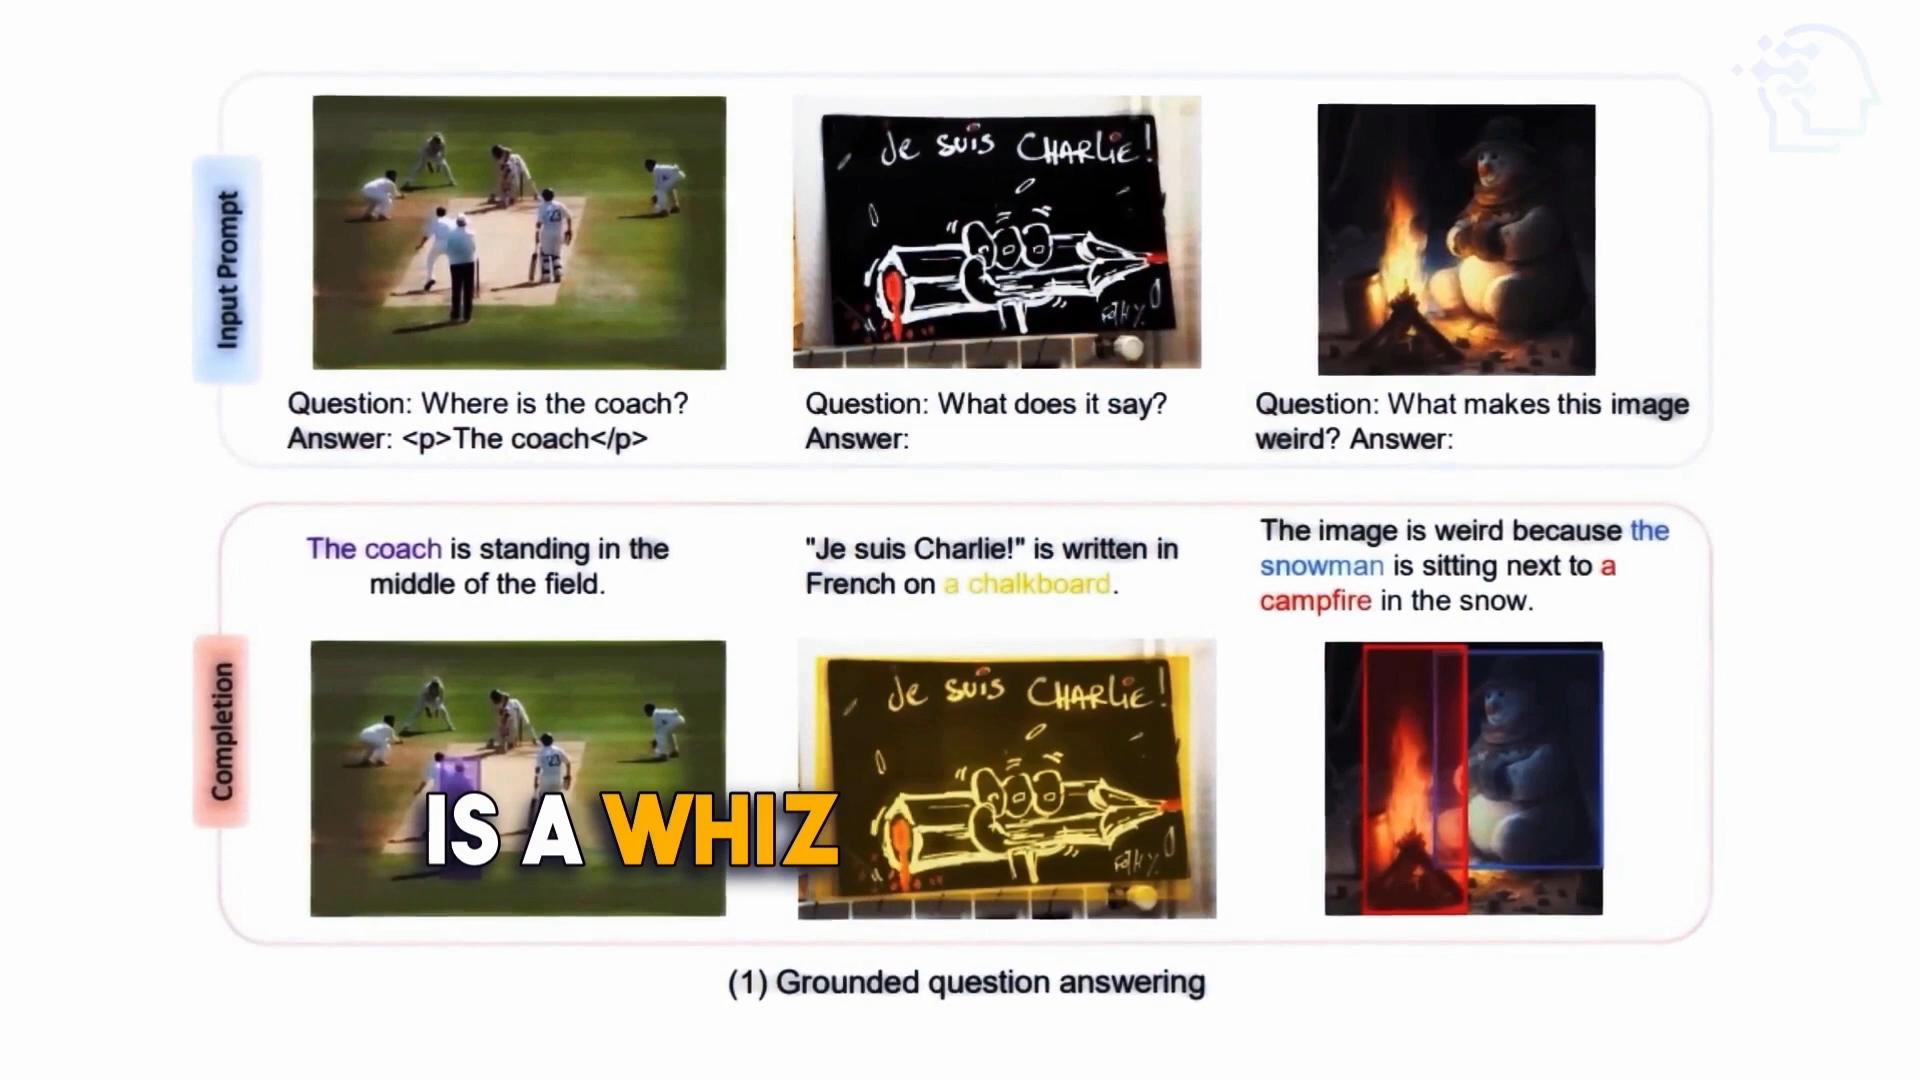 Input Prompt
Je suis CHARLiE!
23
Question: Where is the coach?
Answer: <p>The coach</p>
Question: What does it say?
Answer:
Question: What makes this image
weird? Answer:
Completion
The coach is standing in the
middle of the field.
"Je suis Charlie!" is written in
French on a chalkboard.
The image is weird because the
snowman is sitting next to a
campfire in the snow.
Je suis CHARLiE!
23
IS A WHIZ
(1) Grounded question answering